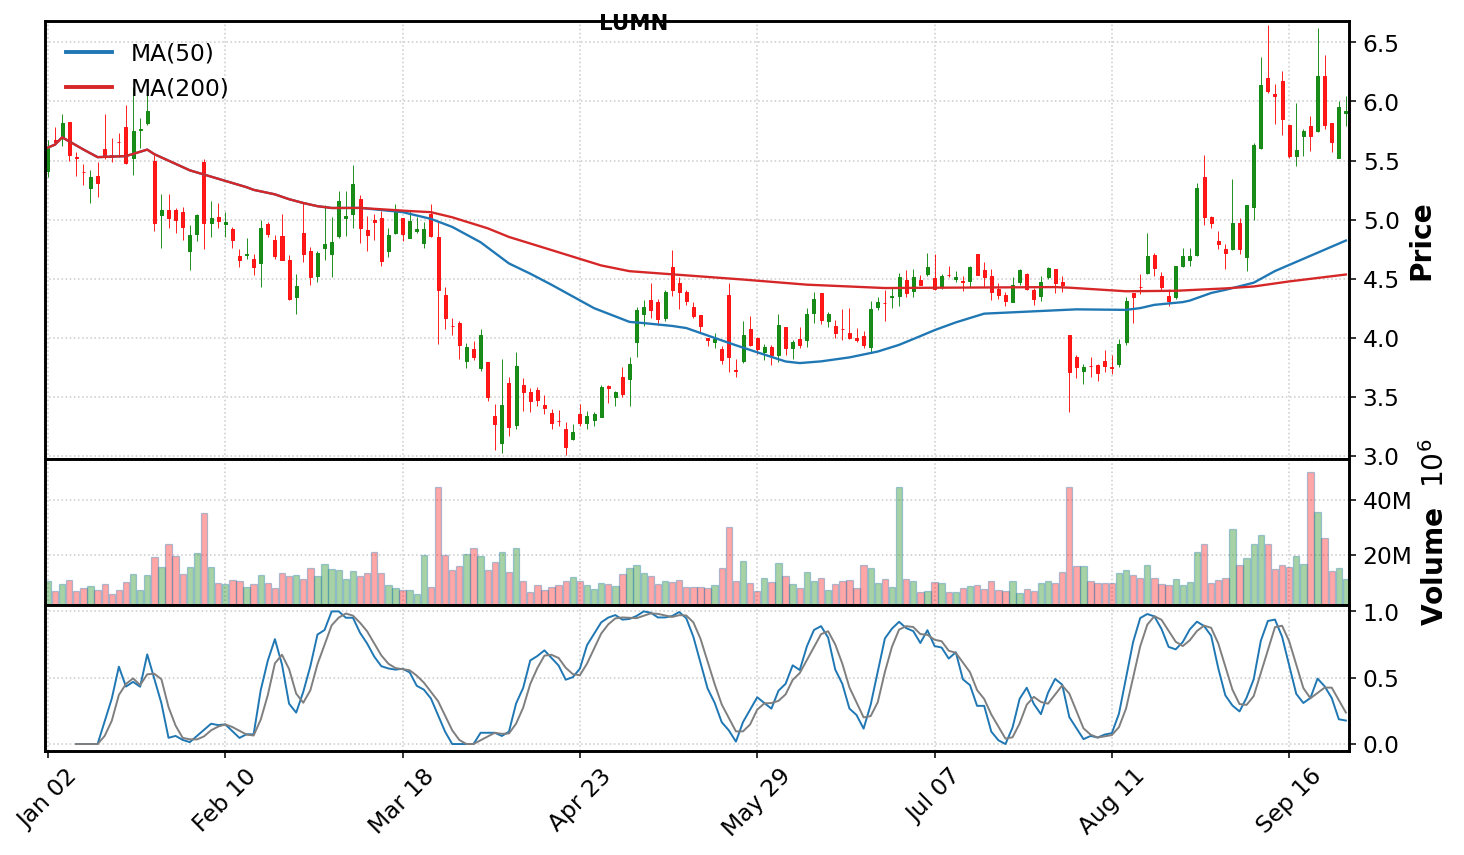 LUMN
MA(50)
MA(200)
6.5
6.0
5.5
5.0
4.5
4.0
3.5
3.0
Price
40M
20M
Volume 10^6
1.0
0.5
0.0
Jan 02
Feb 10
Mar 18
Apr 23
May 29
Jul 07
Aug 11
Sep 16